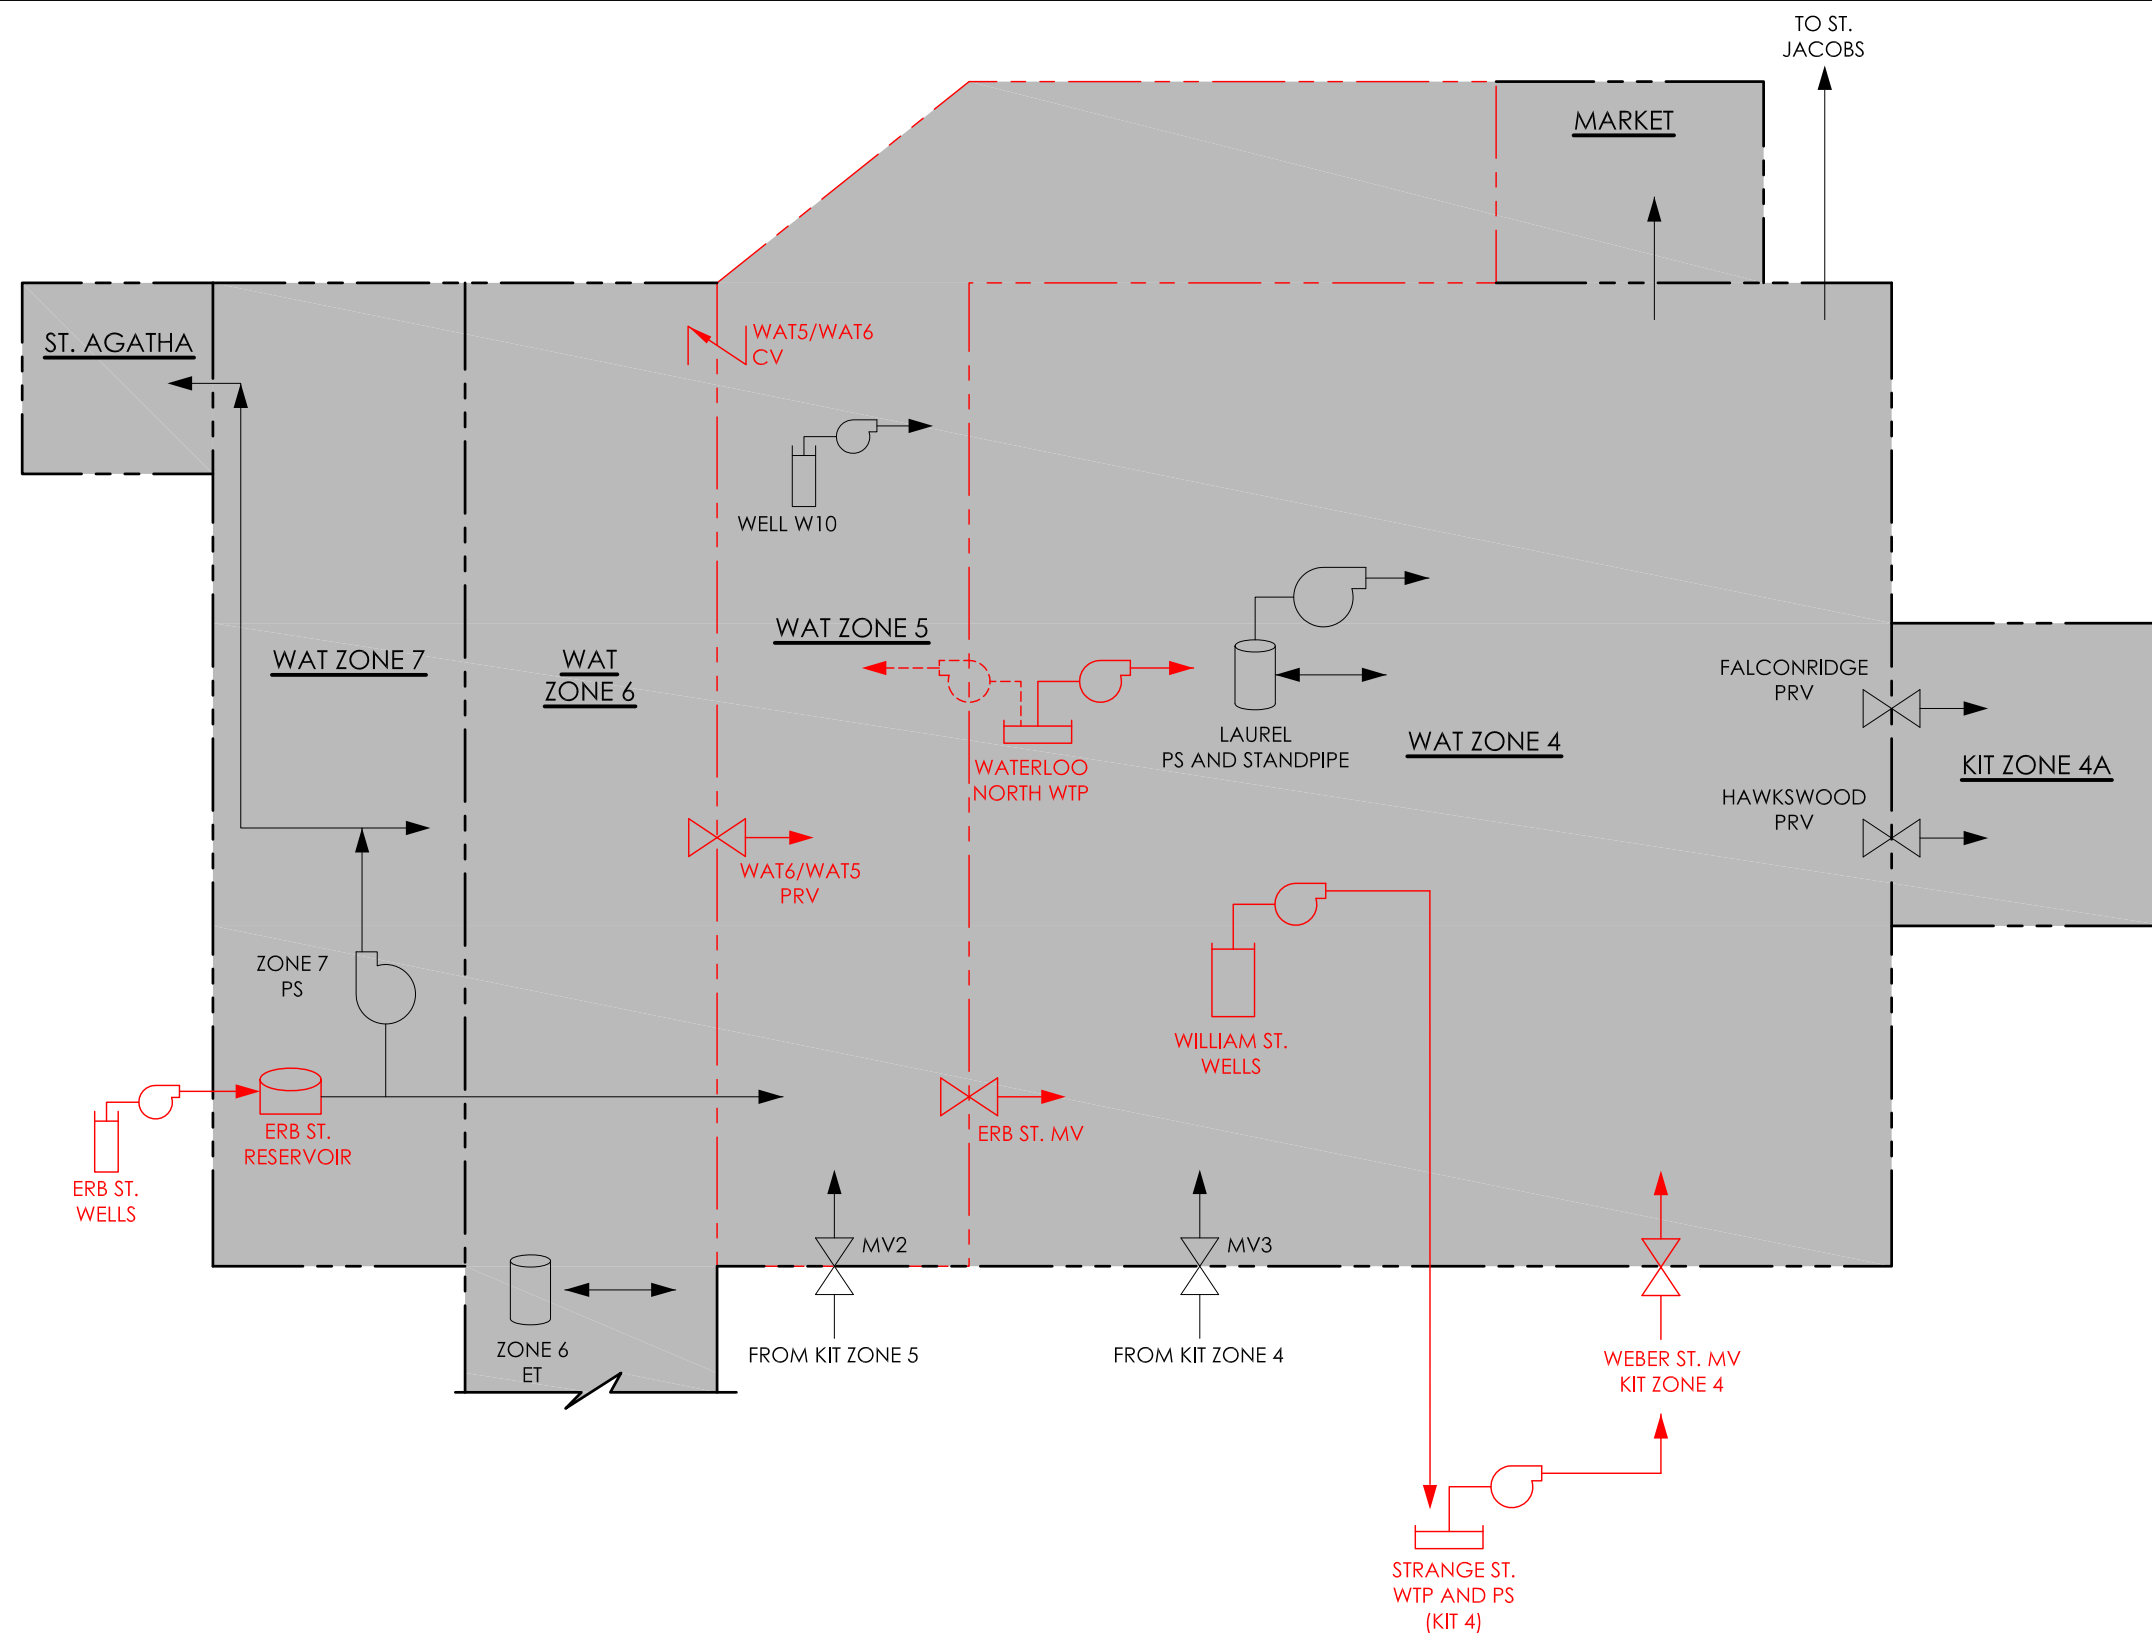 TO ST.
JACOBS
MARKET
ST. AGATHA
WAT5/WAT6
CV
WELL W10
WAT ZONE 5
WAT ZONE 7
WAT
ZONE 6
FALCONRIDGE
PRV
LAUREL
PS AND STANDPIPE
WAT ZONE 4
WATERLOO
NORTH WTP
KIT ZONE 4A
HAWKSWOOD
PRV
WAT6/WAT5
PRV
ZONE 7
PS
WILLIAM ST.
WELLS
ERB ST.
RESERVOIR
ERB ST. MV
ERB ST.
WELLS
MV2
MV3
ZONE 6
ET
FROM KIT ZONE 5
FROM KIT ZONE 4
WEBER ST. MV
KIT ZONE 4
STRANGE ST.
WTP AND PS
(KIT 4)